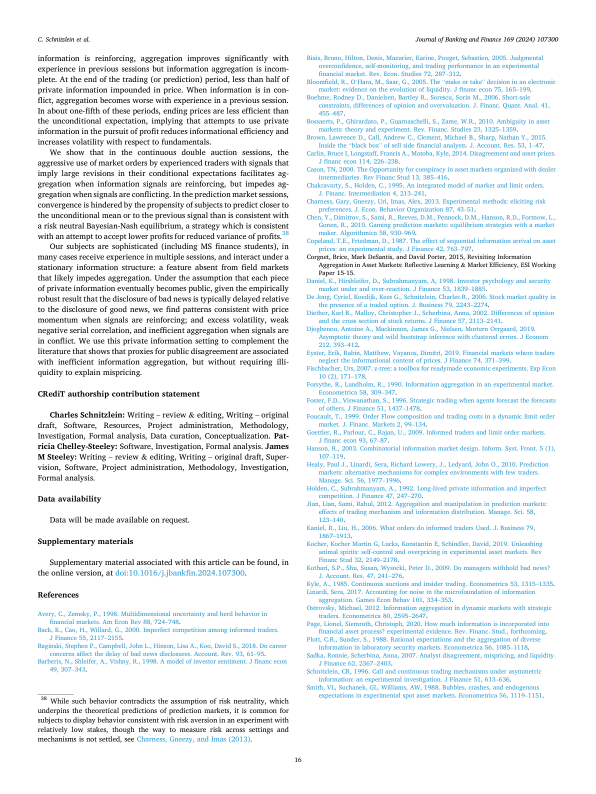 C. Schnitzlein et al.
Journal of Banking and Finance 169 (2024) 107300
information is reinforcing, aggregation improves significantly with
experience in previous sessions but information aggregation is incom-
plete. At the end of the trading (or prediction) period, less than half of
private information impounded in price. When information is in con-
flict, aggregation becomes worse with experience in a previous session.
In about one-fifth of these periods, ending prices are less efficient than
the unconditional expectation, implying that attempts to use private
information in the pursuit of profit reduces informational efficiency and
increases volatility with respect to fundamentals.
We show that in the continuous double auction sessions, the
aggressive use of market orders by experienced traders with signals that
imply large revisions in their conditional expectations facilitates ag-
gregation when information signals are reinforcing, but impedes ag-
gregation when signals are conflicting. In the prediction market sessions,
convergence is hindered by the propensity of subjects to predict closer to
the unconditional mean or to the previous signal than is consistent with
a risk neutral Bayesian-Nash equilibrium, a strategy which is consistent
with an attempt to accept lower profits for reduced variance of profits.38
Our subjects are sophisticated (including MS finance students), in
many cases receive experience in multiple sessions, and interact under a
stationary information structure: a feature absent from field markets
that likely impedes aggregation. Under the assumption that each piece
of private information eventually becomes public, given the empirically
robust result that the disclosure of bad news is typically delayed relative
to the disclosure of good news, we find patterns consistent with price
momentum when signals are reinforcing; and excess volatility, weak
negative serial correlation, and inefficient aggregation when signals are
in conflict. We use this private information setting to complement the
literature that shows that proxies for public disagreement are associated
with inefficient information aggregation, but without requiring illi-
quidity to explain mispricing.
CRediT authorship contribution statement
Charles Schnitzlein: Writing – review & editing, Writing – original
draft, Software, Resources, Project administration, Methodology,
Investigation, Formal analysis, Data curation, Conceptualization. Pat-
ricia Chelley-Steeley: Software, Investigation, Formal analysis. James
M Steeley: Writing – review & editing, Writing – original draft, Super-
vision, Software, Project administration, Methodology, Investigation,
Formal analysis.
Data availability
Data will be made available on request.
Supplementary materials
Supplementary material associated with this article can be found, in
the online version, at doi:10.1016/j.jbankfin.2024.107300.
References
Avery, C., Zemsky, P., 1998. Multidimensional uncertainty and herd behavior in
financial markets. Am Econ Rev 88, 724–748.
Back, K., Cao, H., Willard, G., 2000. Imperfect competition among informed traders.
J Finance 55, 2117–2155.
Baginski, Stephen P., Campbell, John L., Hinson, Lisa A., Koo, David S., 2018. Do career
concerns affect the delay of bad news disclosures. Account. Rev. 93, 61–95.
Barberis, N., Shleifer, A., Vishny, R., 1998. A model of investor sentiment. J financ econ
49, 307–343.
38 While such behavior contradicts the assumption of risk neutrality, which
underpins the theoretical predictions of prediction markets, it is common for
subjects to display behavior consistent with risk aversion in an experiment with
relatively low stakes, though the way to measure risk across settings and
mechanisms is not settled, see Charness, Gneezy, and Imas (2013).
Biais, Bruno, Hilton, Denis, Mazurier, Karine, Pouget, Sebastien, 2005. Judgmental
overconfidence, self-monitoring, and trading performance in an experimental
financial market. Rev. Econ. Studies 72, 287–312.
Bloomfield, R., O'Hara, M., Saar, G., 2005. The "make or take" decision in an electronic
market: evidence on the evolution of liquidity. J financ econ 75, 165–199.
Boehme, Rodney D., Danielsen, Bartley R., Sorescu, Sorin M., 2006. Short-sale
constraints, differences of opinion and overvaluation. J. Financ. Quant. Anal. 41,
455–487.
Bossaerts, P., Ghirardato, P., Guarnaschelli, S., Zame, W.R., 2010. Ambiguity in asset
markets: theory and experiment. Rev. Financ. Studies 23, 1325–1359.
Brown, Lawrence D., Call, Andrew C., Clement, Michael B., Sharp, Nathan Y., 2015.
Inside the "black box" of sell side financial analysts, J. Account. Res. 53, 1–47.
Carlin, Bruce I, Longstaff, Francis A., Matoba, Kyle, 2014. Disagreement and asset prices.
J financ econ 114, 226–238.
Cason, TN, 2000. The Opportunity for conspiracy in asset markets organized with dealer
intermediaries. Rev Financ Stud 13, 385–416.
Chakravarty, S., Holden, C., 1995. An integrated model of market and limit orders.
J. Financ. Intermediation 4, 213–241.
Charness, Gary, Gneezy, Uri, Imas, Alex, 2013. Experimental methods: eliciting risk
preferences. J. Econ. Behavior Organization 87, 43–51.
Chen, Y., Dimitrov, S., Sami, R., Reeves, D.M., Pennock, D.M., Hanson, R.D., Fortnow, L.,
Gonen, R., 2010. Gaming prediction markets: equilibrium strategies with a market
maker. Algorithmica 58, 930–969.
Copeland, T.E., Friedman, D., 1987. The effect of sequential information arrival on asset
prices: an experimental study. J Finance 42, 763–797.
Corgnet, Brice, Mark DeSantis, and David Porter, 2015, Revisiting Information
Aggregation in Asset Markets: Reflective Learning & Market Efficiency, ESI Working
Paper 15-15.
Daniel, K., Hirshleifer, D., Subrahmanyam, A, 1998. Investor psychology and security
market under and over-reaction. J Finance 53, 1839–1885.
De Jong, Cyriel, Koedijk, Kees G., Schnitzlein, Charles R., 2006. Stock market quality in
the presence of a traded option. J. Business 79, 2243–2274.
Diether, Karl B., Malloy, Christopher J., Scherbina, Anna, 2002. Differences of opinion
and the cross section of stock returns. J Finance 57, 2113–2141.
Djogbenou, Antoine A., Mackinnon, James G., Nielsen, Mortern Orregaard, 2019.
Asymptotic theory and wild bootstrap inference with clustered errors. J Econom
212, 393–412.
Eyster, Erik, Rabin, Matthew, Vayanos, Dimitri, 2019. Financial markets where traders
neglect the informational content of prices. J Finance 74, 371–399.
Fischbacher, Urs, 2007. z-tree: a toolbox for readymade economic experiments. Exp Econ
10 (2), 171–178.
Forsythe, R., Lundholm, R., 1990. Information aggregation in an experimental market.
Econometrica 58, 309–347.
Foster, F.D., Viswanathan, S., 1996. Strategic trading when agents forecast the forecasts
of others. J Finance 51, 1437–1478.
Foucault, T., 1999. Order Flow composition and trading costs in a dynamic limit order
market. J. Financ. Markets 2, 99–134.
Goettler, R., Parlour, C., Rajan, U., 2009. Informed traders and limit order markets.
J financ econ 93, 67–87.
Hanson, R., 2003. Combinatorial information market design. Inform. Syst. Front. 5 (1),
107–119.
Healy, Paul J., Linardi, Sera, Richard Lowery, J., Ledyard, John O., 2010. Prediction
markets: alternative mechanisms for complex environments with few traders.
Manage. Sci. 56, 1977–1996.
Holden, C., Subrahmanyam, A., 1992. Long-lived private information and imperfect
competition. J Finance 47, 247–270.
Jian, Lian, Sami, Rahul, 2012. Aggregation and manipulation in prediction markets:
effects of trading mechanism and information distribution. Manage. Sci. 58,
123–140.
Kaniel, R., Liu, H., 2006. What orders do informed traders Used. J. Business 79,
1867–1913.
Kocher, Kocher Martin G, Lucks, Konstantin E, Schindler, David, 2019. Unleashing
animal spirits: self-control and overpricing in experimental asset markets. Rev
Financ Stud 32, 2149–2178.
Kothari, S.P., Shu, Susan, Wysocki, Peter D., 2009. Do managers withhold bad news?
J. Account. Res. 47, 241–276.
Kyle, A., 1985. Continuous auctions and insider trading. Econometrica 53, 1315–1335.
Linardi, Sera, 2017. Accounting for noise in the microfoundation of information
aggregation. Games Econ Behav 101, 334–353.
Ostrovsky, Michael, 2012. Information aggregation in dynamic markets with strategic
traders. Econometrica 80, 2595–2647.
Page, Lionel, Siemroth, Christoph, 2020. How much information is incorporated into
financial asset process? experimental evidence. Rev. Financ. Stud., forthcoming.
Plott, C.R., Sunder, S., 1988. Rational expectations and the aggregation of diverse
information in laboratory security markets. Econometrica 56, 1085–1118.
Sadka, Ronnie, Scherbina, Anna, 2007. Analyst disagreement, mispricing, and liquidity.
J Finance 62, 2367–2403.
Schnitzlein, CR, 1996. Call and continuous trading mechanisms under asymmetric
information: an experimental investigation. J Finance 51, 613–636.
Smith, VL, Suchanek, GL, Williams, AW, 1988. Bubbles, crashes, and endogenous
expectations in experimental spot asset markets. Econometrica 56, 1119–1151.
16